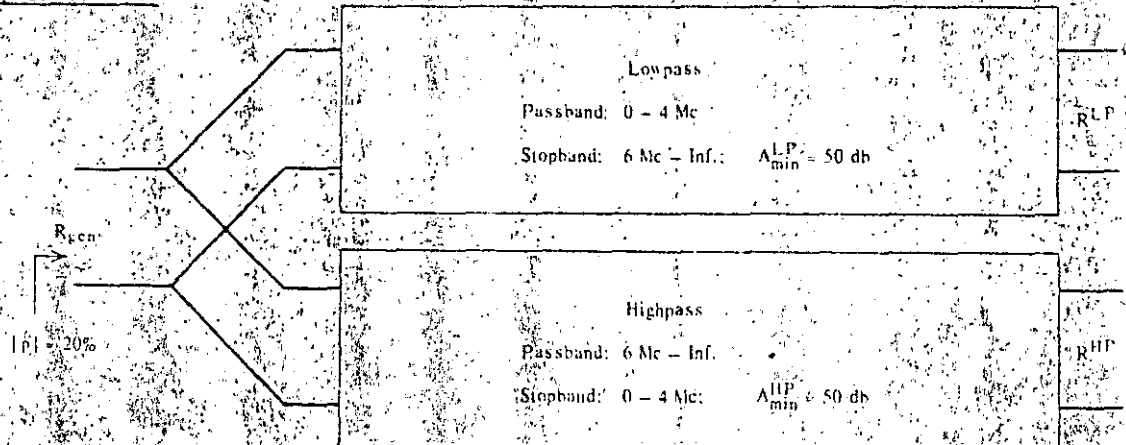 Lowpass
Passband: 0 – 4 Mc
Stopband: 6 Mc – Inf.: A_min^LP = 50 db
R^LP
R_gen
|ρ| 20%
Highpass
Passband: 6 Mc – Inf.
Stopband: 0 – 4 Mc: A_min^HP = 50 db
R^HP